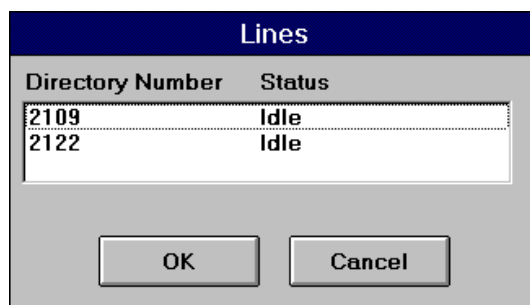 Lines
Directory Number Status
2109 Idle
2122 Idle
OK Cancel